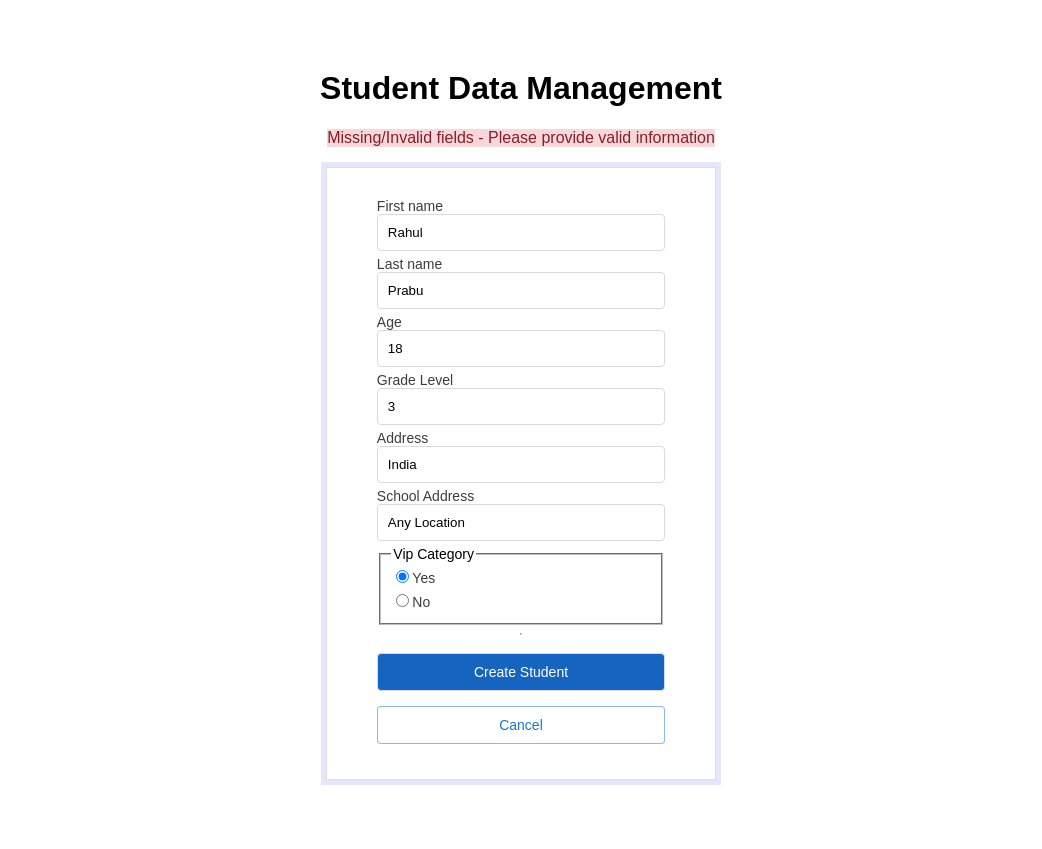 Student Data Management
Missing/Invalid fields - Please provide valid information
First name
Rahul
Last name
Prabu
Age
18
Grade Level
3
Address
India
School Address
Any Location
Vip Category
Yes
No
Create Student
Cancel